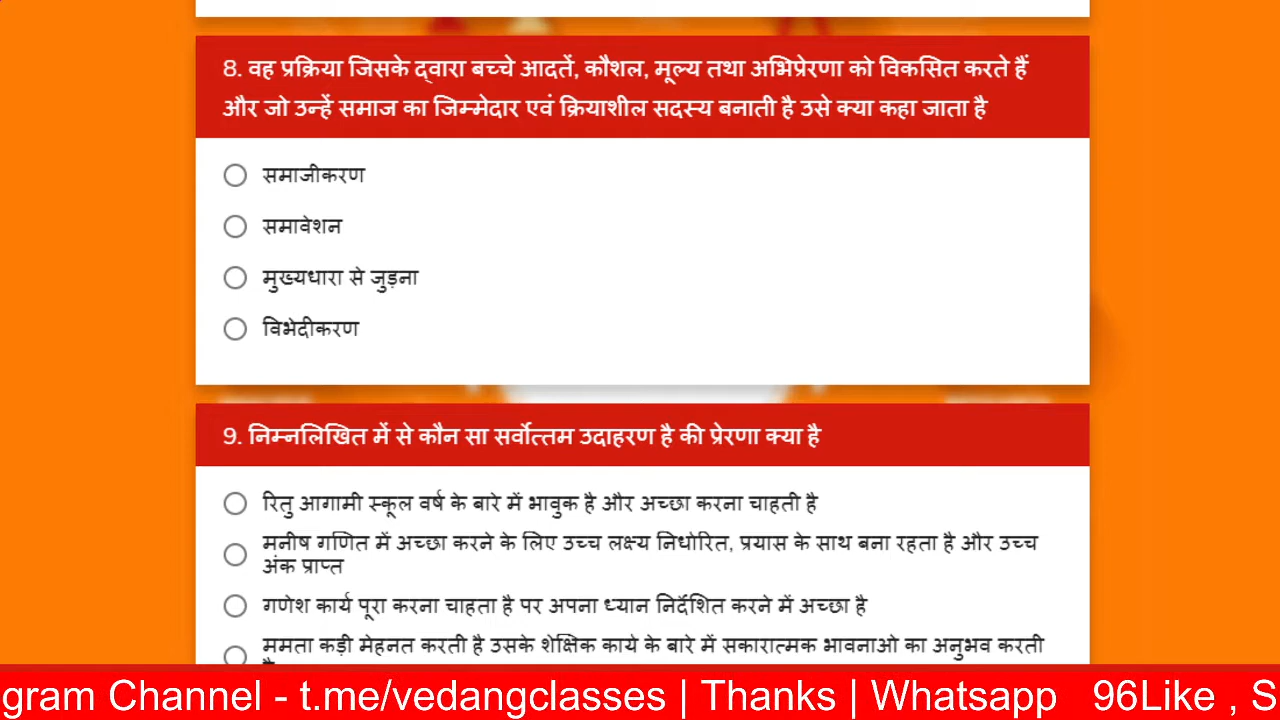 8. वह प्रक्रिया जिसके द्वारा बच्चे आदतें, कौशल, मूल्य तथा अभिप्रेरणा को विकसित करते हैं
और जो उन्हें समाज का जिम्मेदार एवं क्रियाशील सदस्य बनाती है उसे क्या कहा जाता है
समाजीकरण
समावेशन
मुख्यधारा से जुड़ना
विभेदीकरण
9. निम्नलिखित में से कौन सा सर्वोत्तम उदाहरण है की प्रेरणा क्या है
रितु आगामी स्कूल वर्ष के बारे में भावुक है और अच्छा करना चाहती है
मनीष गणित में अच्छा करने के लिए उच्च लक्ष्य निर्धारित, प्रयास के साथ बना रहता है और उच्च
अंक प्राप्त
गणेश कार्य पूरा करना चाहता है पर अपना ध्यान निर्देशित करने में अच्छा है
ममता कड़ी मेहनत करती है उसके शैक्षिक कार्य के बारे में सकारात्मक भावनाओ का अनुभव करती
gram Channel - t.me/vedangclasses | Thanks | Whatsapp 96Like , S